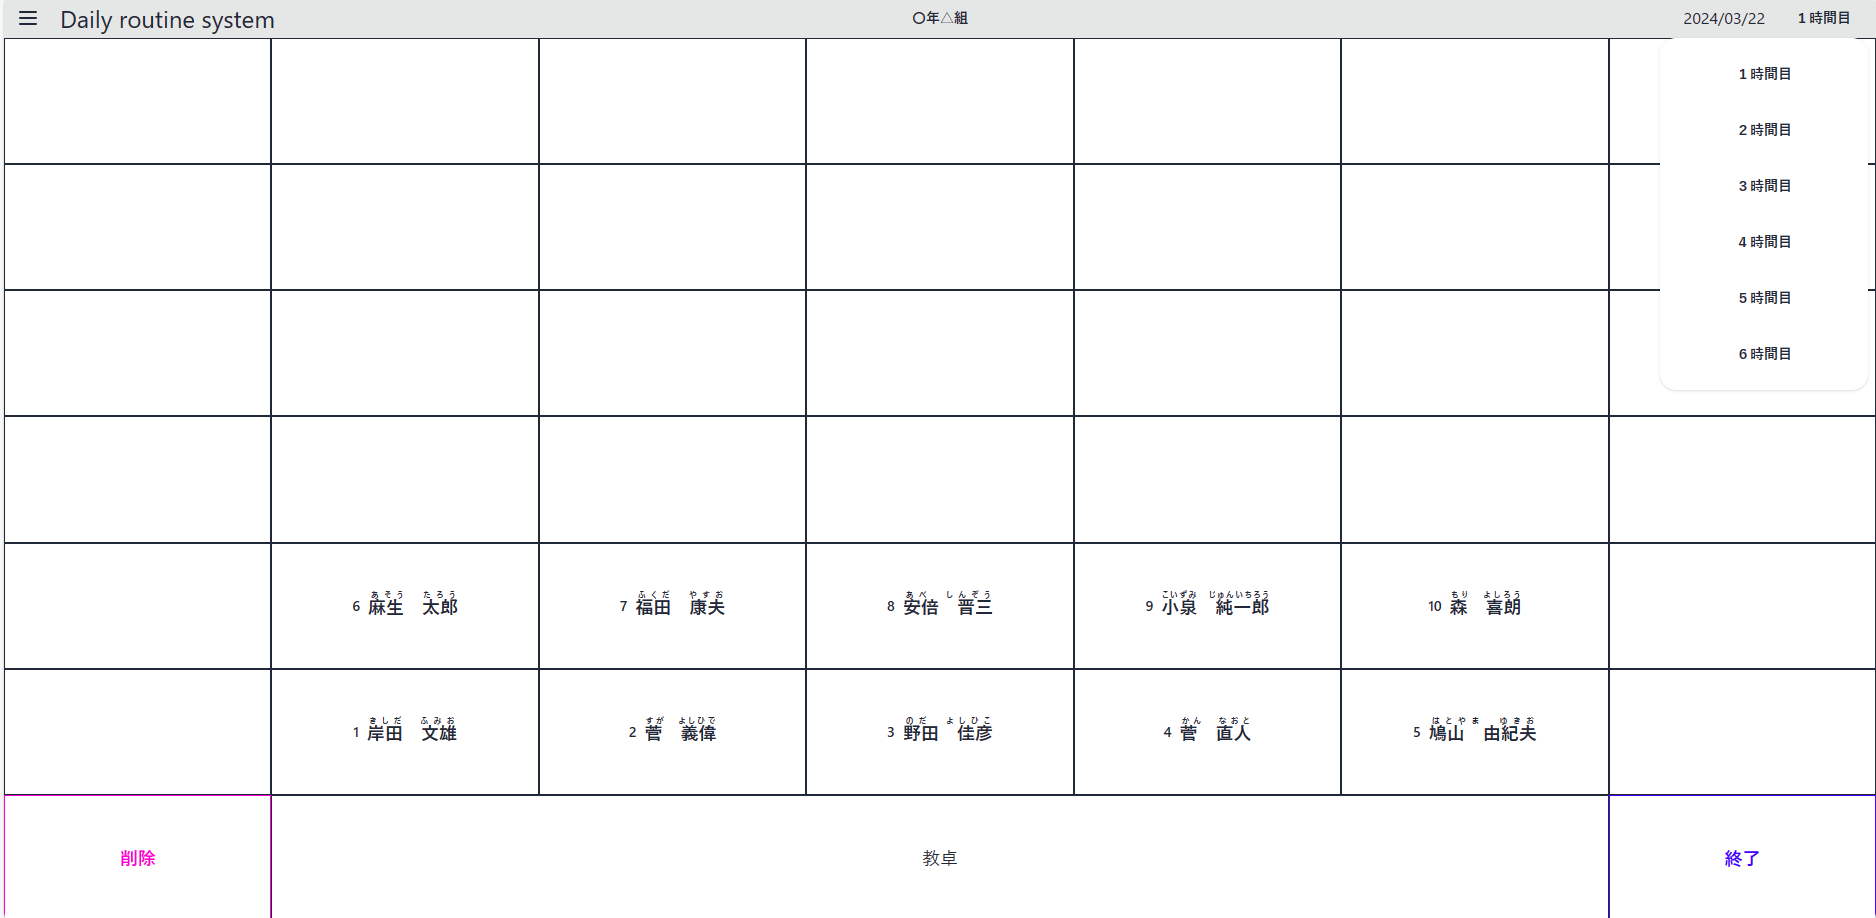 Daily routine system
〇年△組
2024/03/22
1 時間目
1 時間目
2 時間目
3 時間目
4 時間目
5 時間目
6 時間目
あそう たろう
6 麻生 太郎
ふくだ やすお
7 福田 康夫
あべ しんぞう
8 安倍 晋三
こいずみ じゅんいちろう
9 小泉 純一郎
もり よしろう
10 森 喜朗
きしだ ふみお
1 岸田 文雄
すが よしひで
2 菅 義偉
のだ よしひこ
3 野田 佳彦
かん なおと
4 菅 直人
はとやま ゆきお
5 鳩山 由紀夫
削除
教卓
終了